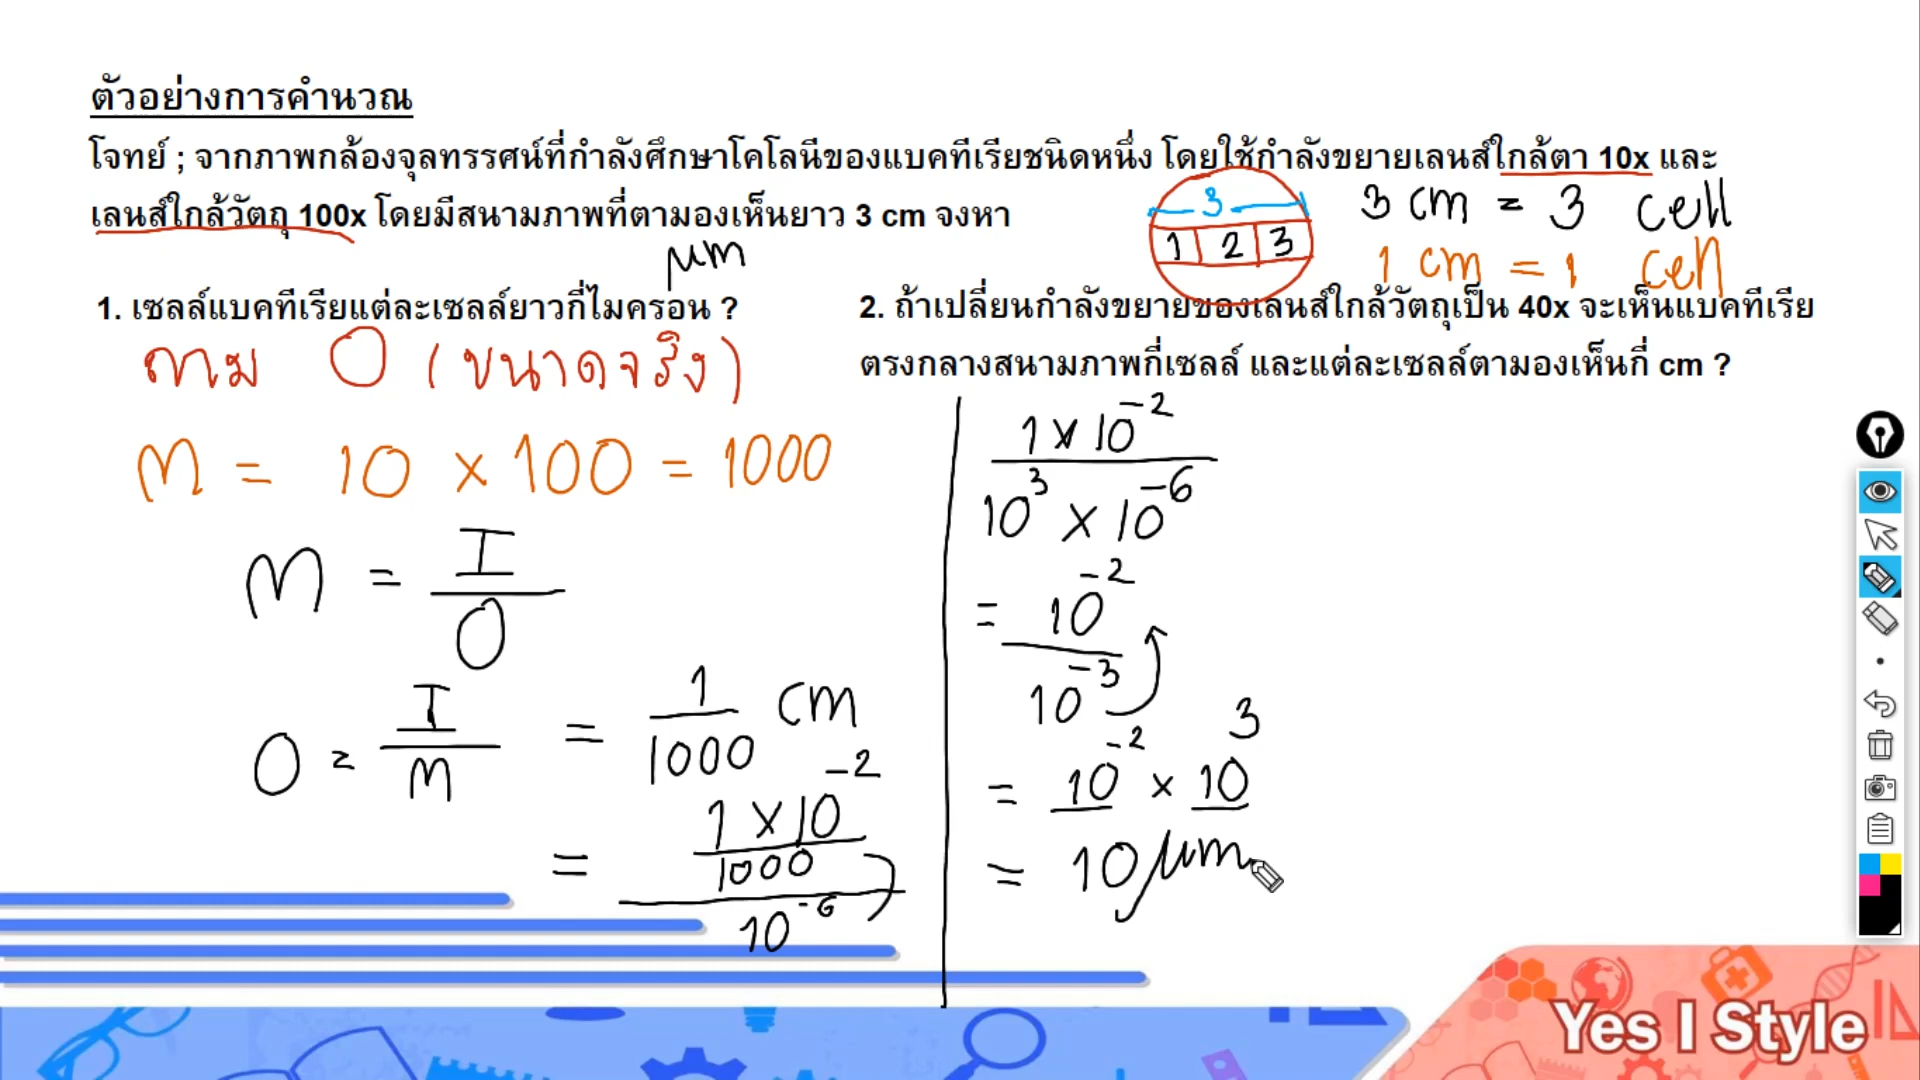 ตัวอย่างการคำนวณ
โจทย์ ; จากภาพกล้องจุลทรรศน์ที่กำลังศึกษาโคโลนีของแบคทีเรียชนิดหนึ่ง โดยใช้กำลังขยายเลนส์ใกล้ตา 10x และ
เลนส์ใกล้วัตถุ 100x โดยมีสนามภาพที่ตามองเห็นยาว 3 cm จงหา
3
1 2 3
3 cm = 3 cell
1 cm = 1 cell
μm
1. เซลล์แบคทีเรียแต่ละเซลล์ยาวกี่ไมครอน ?
ถาม O (ขนาดจริง)
M = 10 × 100 = 1000
M = I / O
O = I / M = 1 / 1000 cm
= 1 × 10⁻² / 1000 / 10⁻⁶
2. ถ้าเปลี่ยนกำลังขยายของเลนส์ใกล้วัตถุเป็น 40x จะเห็นแบคทีเรีย
ตรงกลางสนามภาพกี่เซลล์ และแต่ละเซลล์ตามองเห็นกี่ cm ?
1 × 10⁻² / 10³ × 10⁻⁶
= 10⁻² / 10⁻³
= 10⁻² × 10³
= 10 μm
Yes I Style